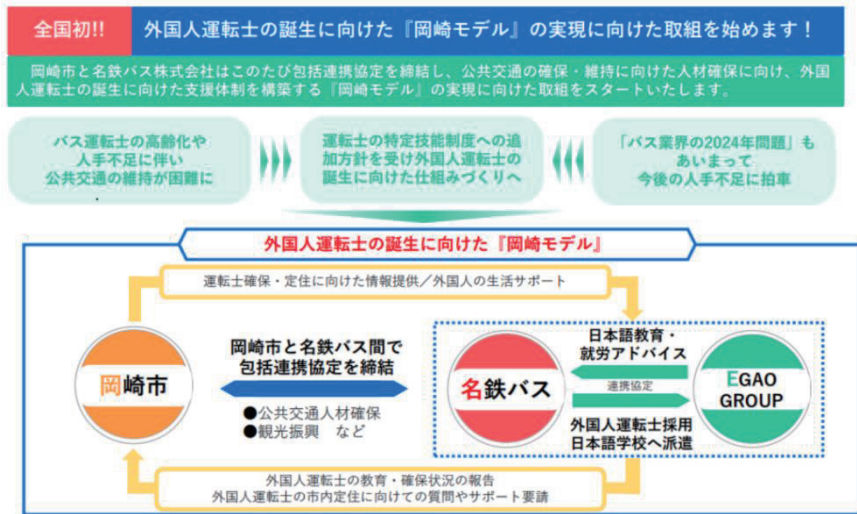 全国初!!
外国人運転士の誕生に向けた『岡崎モデル』の実現に向けた取組を始めます！
岡崎市と名鉄バス株式会社はこのたび包括連携協定を締結し、公共交通の確保・維持に向けた人材確保に向け、外国
人運転士の誕生に向けた支援体制を構築する『岡崎モデル』の実現に向けた取組をスタートいたします。
バス運転士の高齢化や
人手不足に伴い
公共交通の維持が困難に
運転士の特定技能制度への追
加方針を受け外国人運転士の
誕生に向けた仕組みづくりへ
「バス業界の2024年問題」も
あいまって
今後の人手不足に拍車
外国人運転士の誕生に向けた『岡崎モデル』
運転士確保・定住に向けた情報提供／外国人の生活サポート
岡崎市
岡崎市と名鉄バス間で
包括連携協定を締結
●公共交通人材確保
●観光振興　など
名鉄バス
日本語教育・
就労アドバイス
連携協定
外国人運転士採用
日本語学校へ派遣
EGAO
GROUP
外国人運転士の教育・確保状況の報告
外国人運転士の市内定住に向けての質問やサポート要請